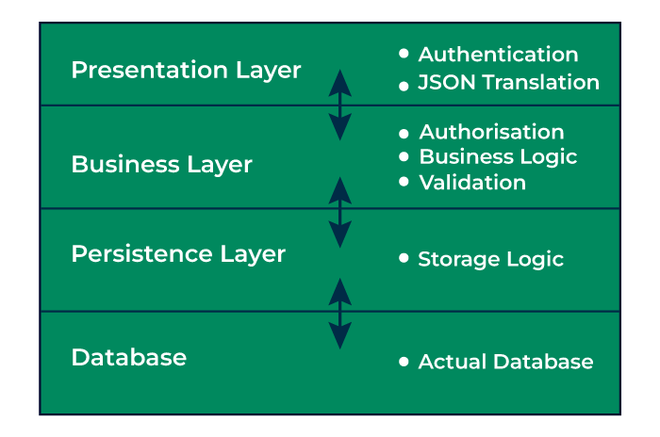 Presentation Layer
• Authentication
• JSON Translation
Business Layer
• Authorisation
• Business Logic
• Validation
Persistence Layer
• Storage Logic
Database
• Actual Database